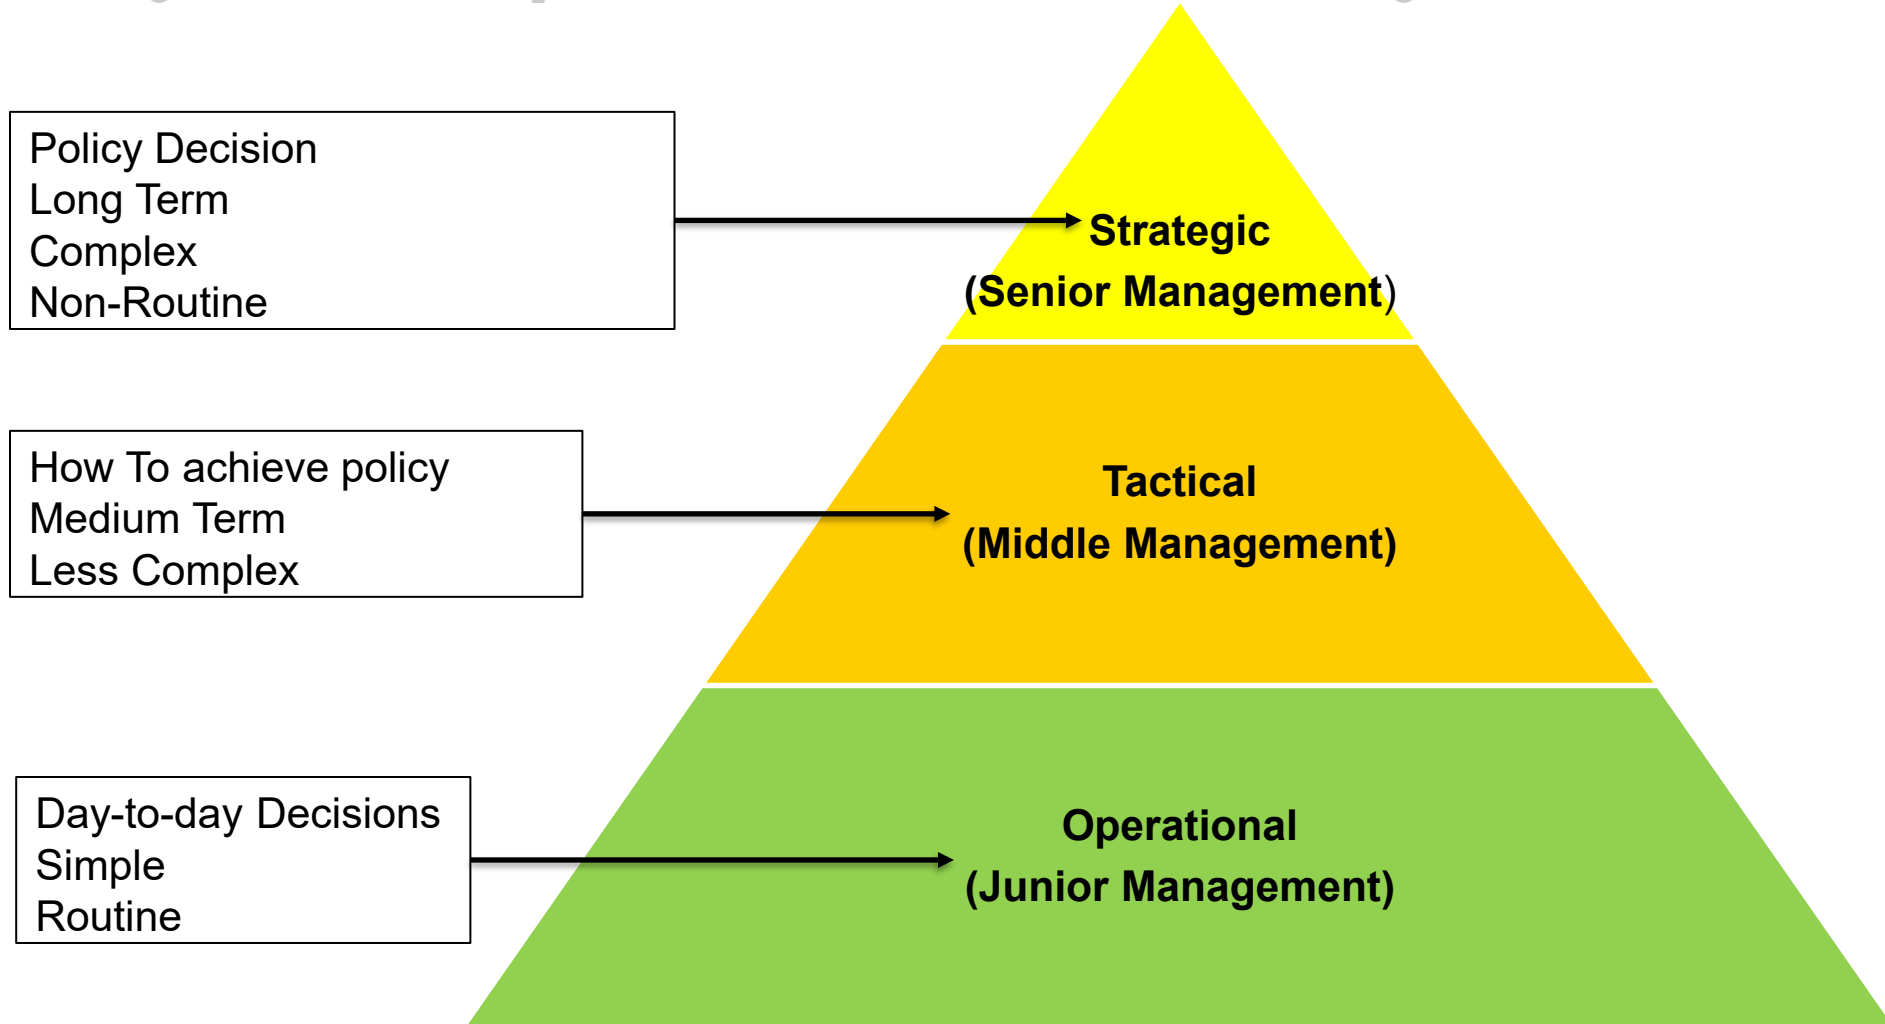 Policy Decision
Long Term
Complex
Non-Routine
Strategic
(Senior Management)
How To achieve policy
Medium Term
Less Complex
Tactical
(Middle Management)
Day-to-day Decisions
Simple
Routine
Operational
(Junior Management)